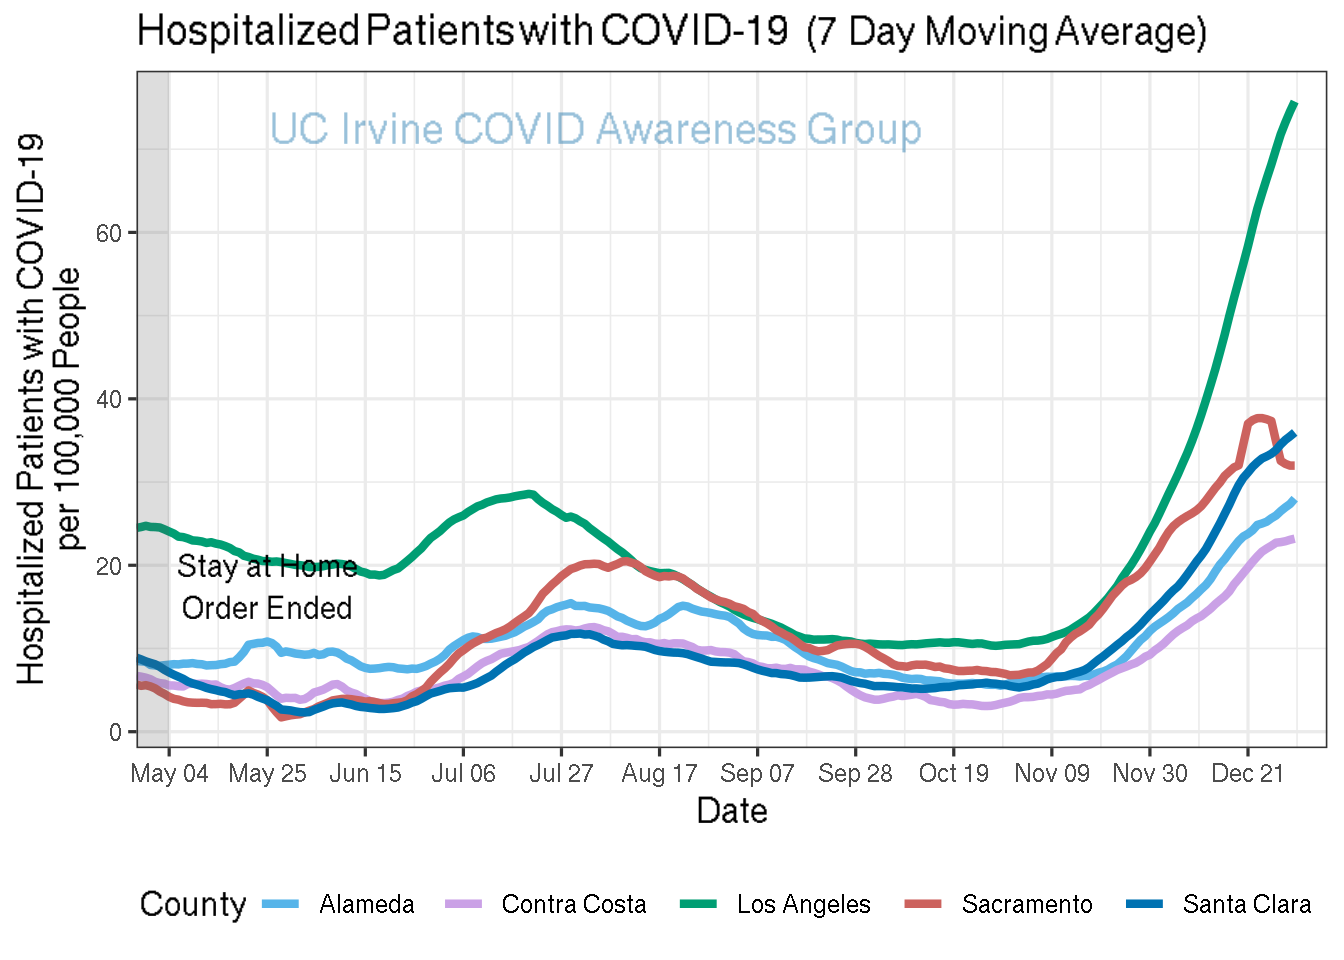 Hospitalized Patients with COVID-19 (7 Day Moving Average)
UC Irvine COVID Awareness Group
Hospitalized Patients with COVID-19
per 100,000 People
60
40
20
0
Stay at Home
Order Ended
May 04 May 25 Jun 15 Jul 06 Jul 27 Aug 17 Sep 07 Sep 28 Oct 19 Nov 09 Nov 30 Dec 21
Date
County Alameda Contra Costa Los Angeles Sacramento Santa Clara